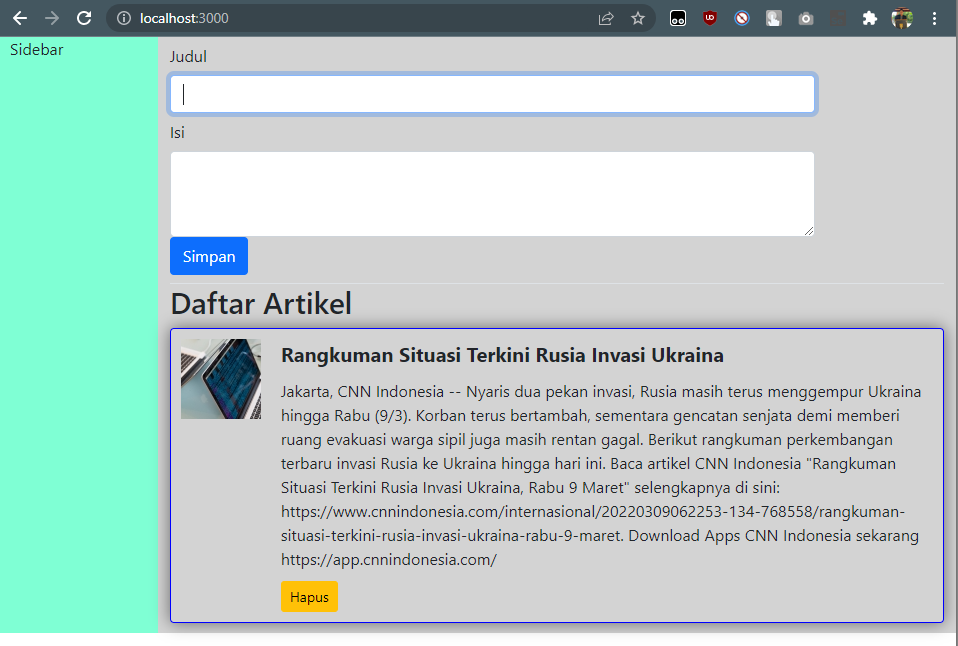 localhost:3000
UD
Sidebar
Judul
Isi
Simpan
Daftar Artikel
Rangkuman Situasi Terkini Rusia Invasi Ukraina
Jakarta, CNN Indonesia -- Nyaris dua pekan invasi, Rusia masih terus menggempur Ukraina
hingga Rabu (9/3). Korban terus bertambah, sementara gencatan senjata demi memberi
ruang evakuasi warga sipil juga masih rentan gagal. Berikut rangkuman perkembangan
terbaru invasi Rusia ke Ukraina hingga hari ini. Baca artikel CNN Indonesia "Rangkuman
Situasi Terkini Rusia Invasi Ukraina, Rabu 9 Maret" selengkapnya di sini:
https://www.cnnindonesia.com/internasional/20220309062253-134-768558/rangkuman-
situasi-terkini-rusia-invasi-ukraina-rabu-9-maret. Download Apps CNN Indonesia sekarang
https://app.cnnindonesia.com/
Hapus